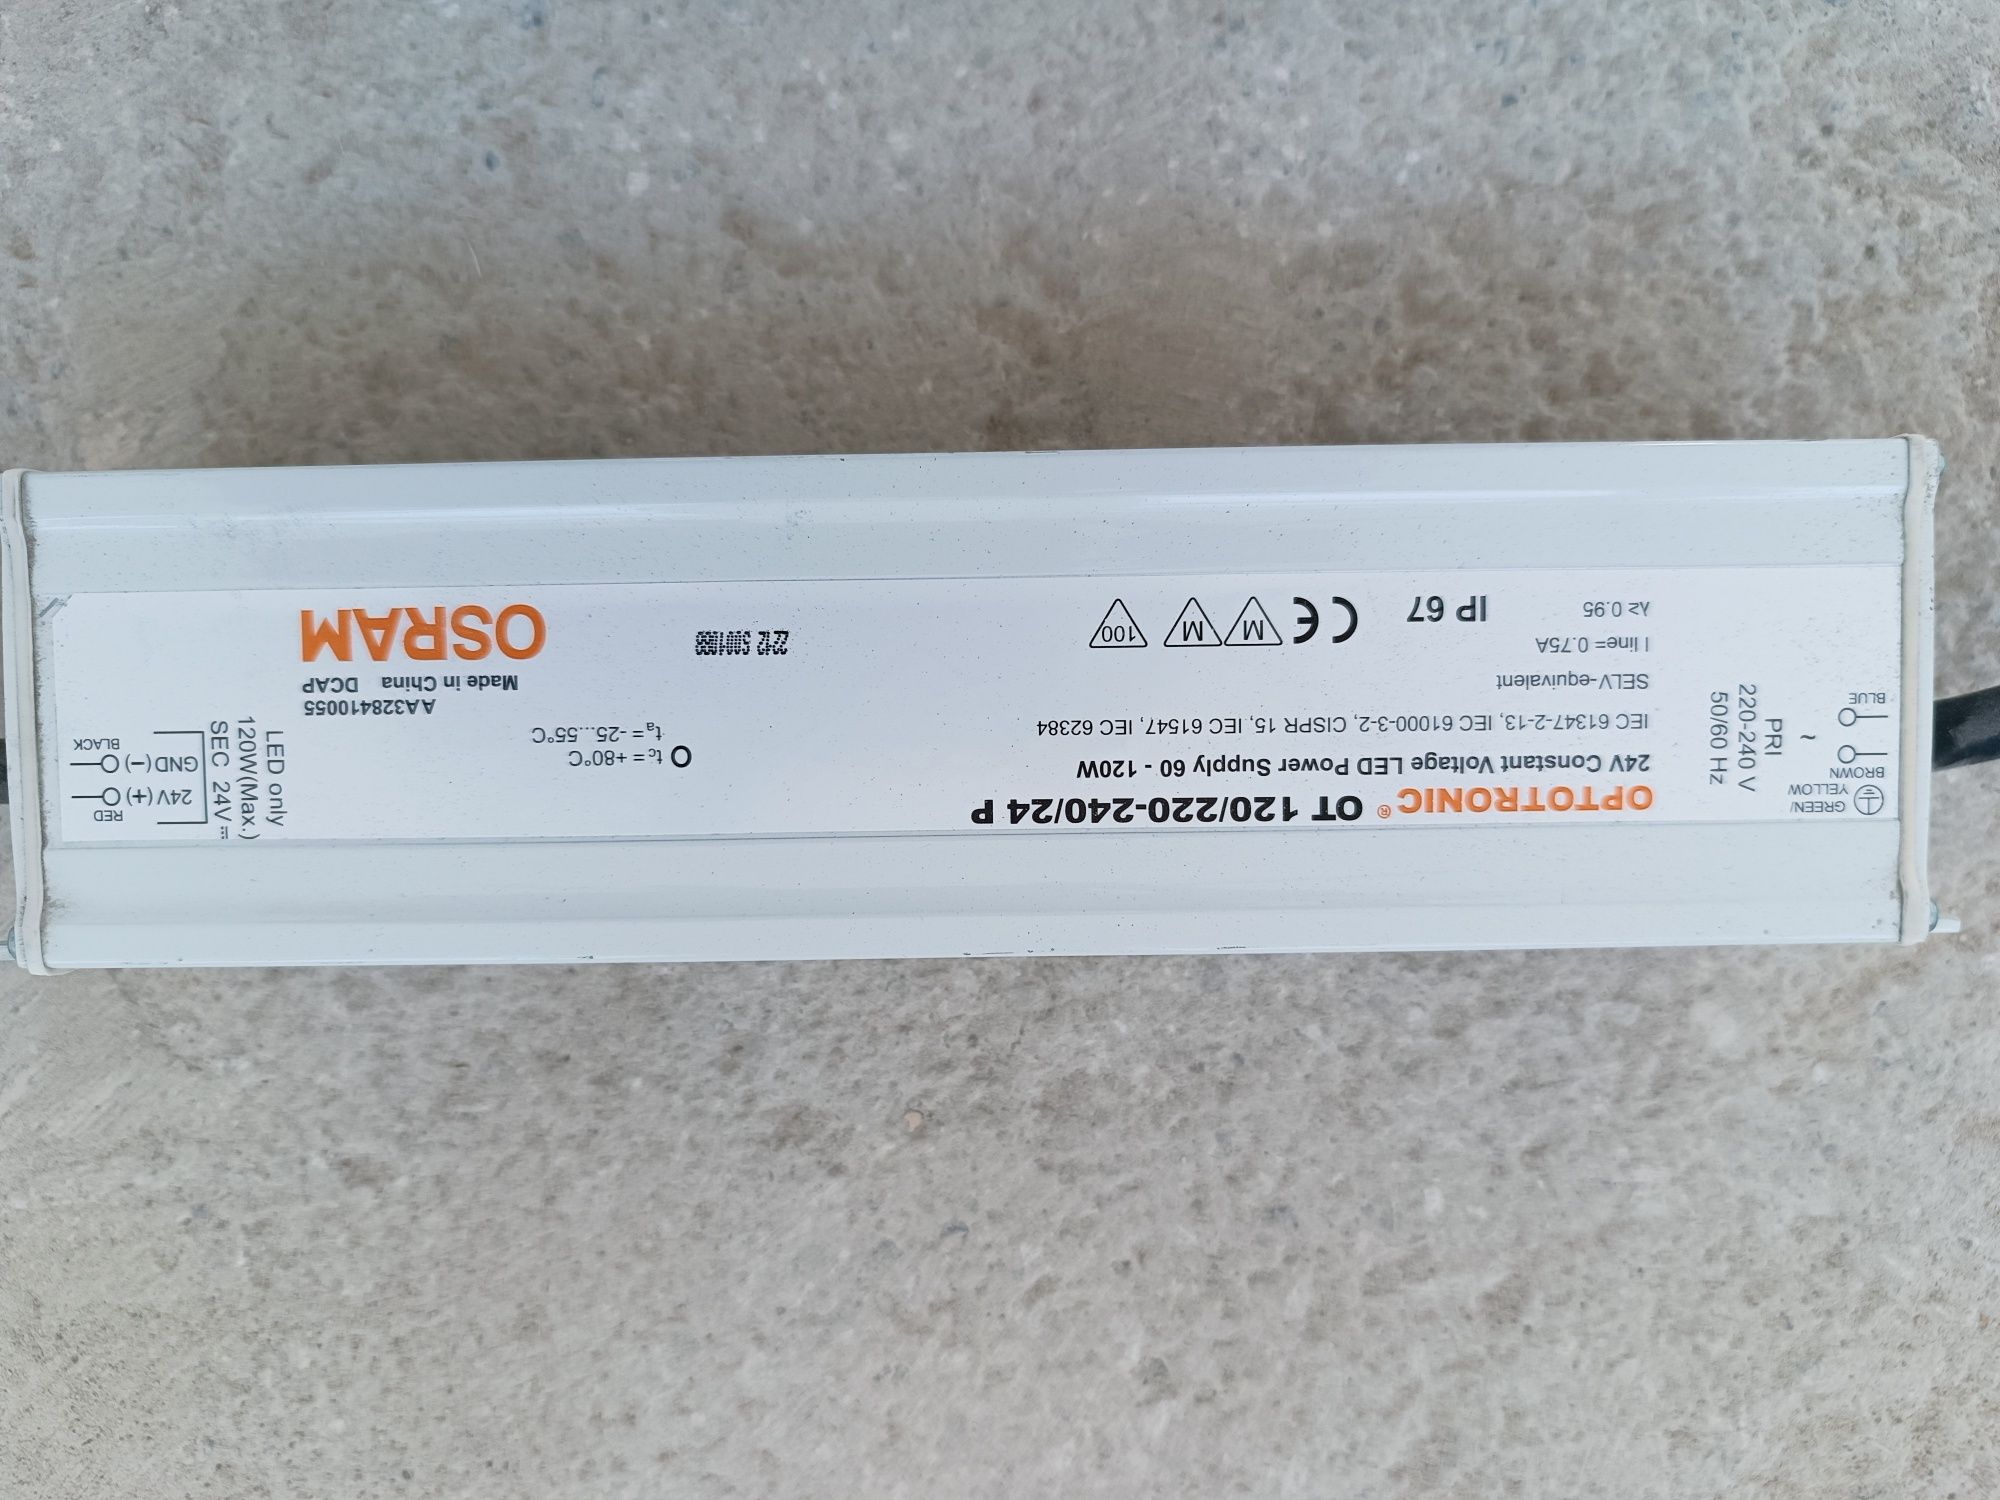 GREEN/
YELLOW
BROWN
BLUE
~
PRI
220-240 V
50/60 Hz
OPTOTRONIC® OT 120/220-240/24 P
24V Constant Voltage LED Power Supply 60 - 120W
IEC 61347-2-13, IEC 61000-3-2, CISPR 15, IEC 61547, IEC 62384
SELV-equivalent
I line= 0.75A
λ≥ 0.95
IP 67
CE
M M
100
tc = +80°C
ta = -25...55°C
AA328410055
Made in China DCAP
OSRAM
LED only
120W(Max.)
SEC 24V⎓
RED
24V (+)
GND (−)
BLACK